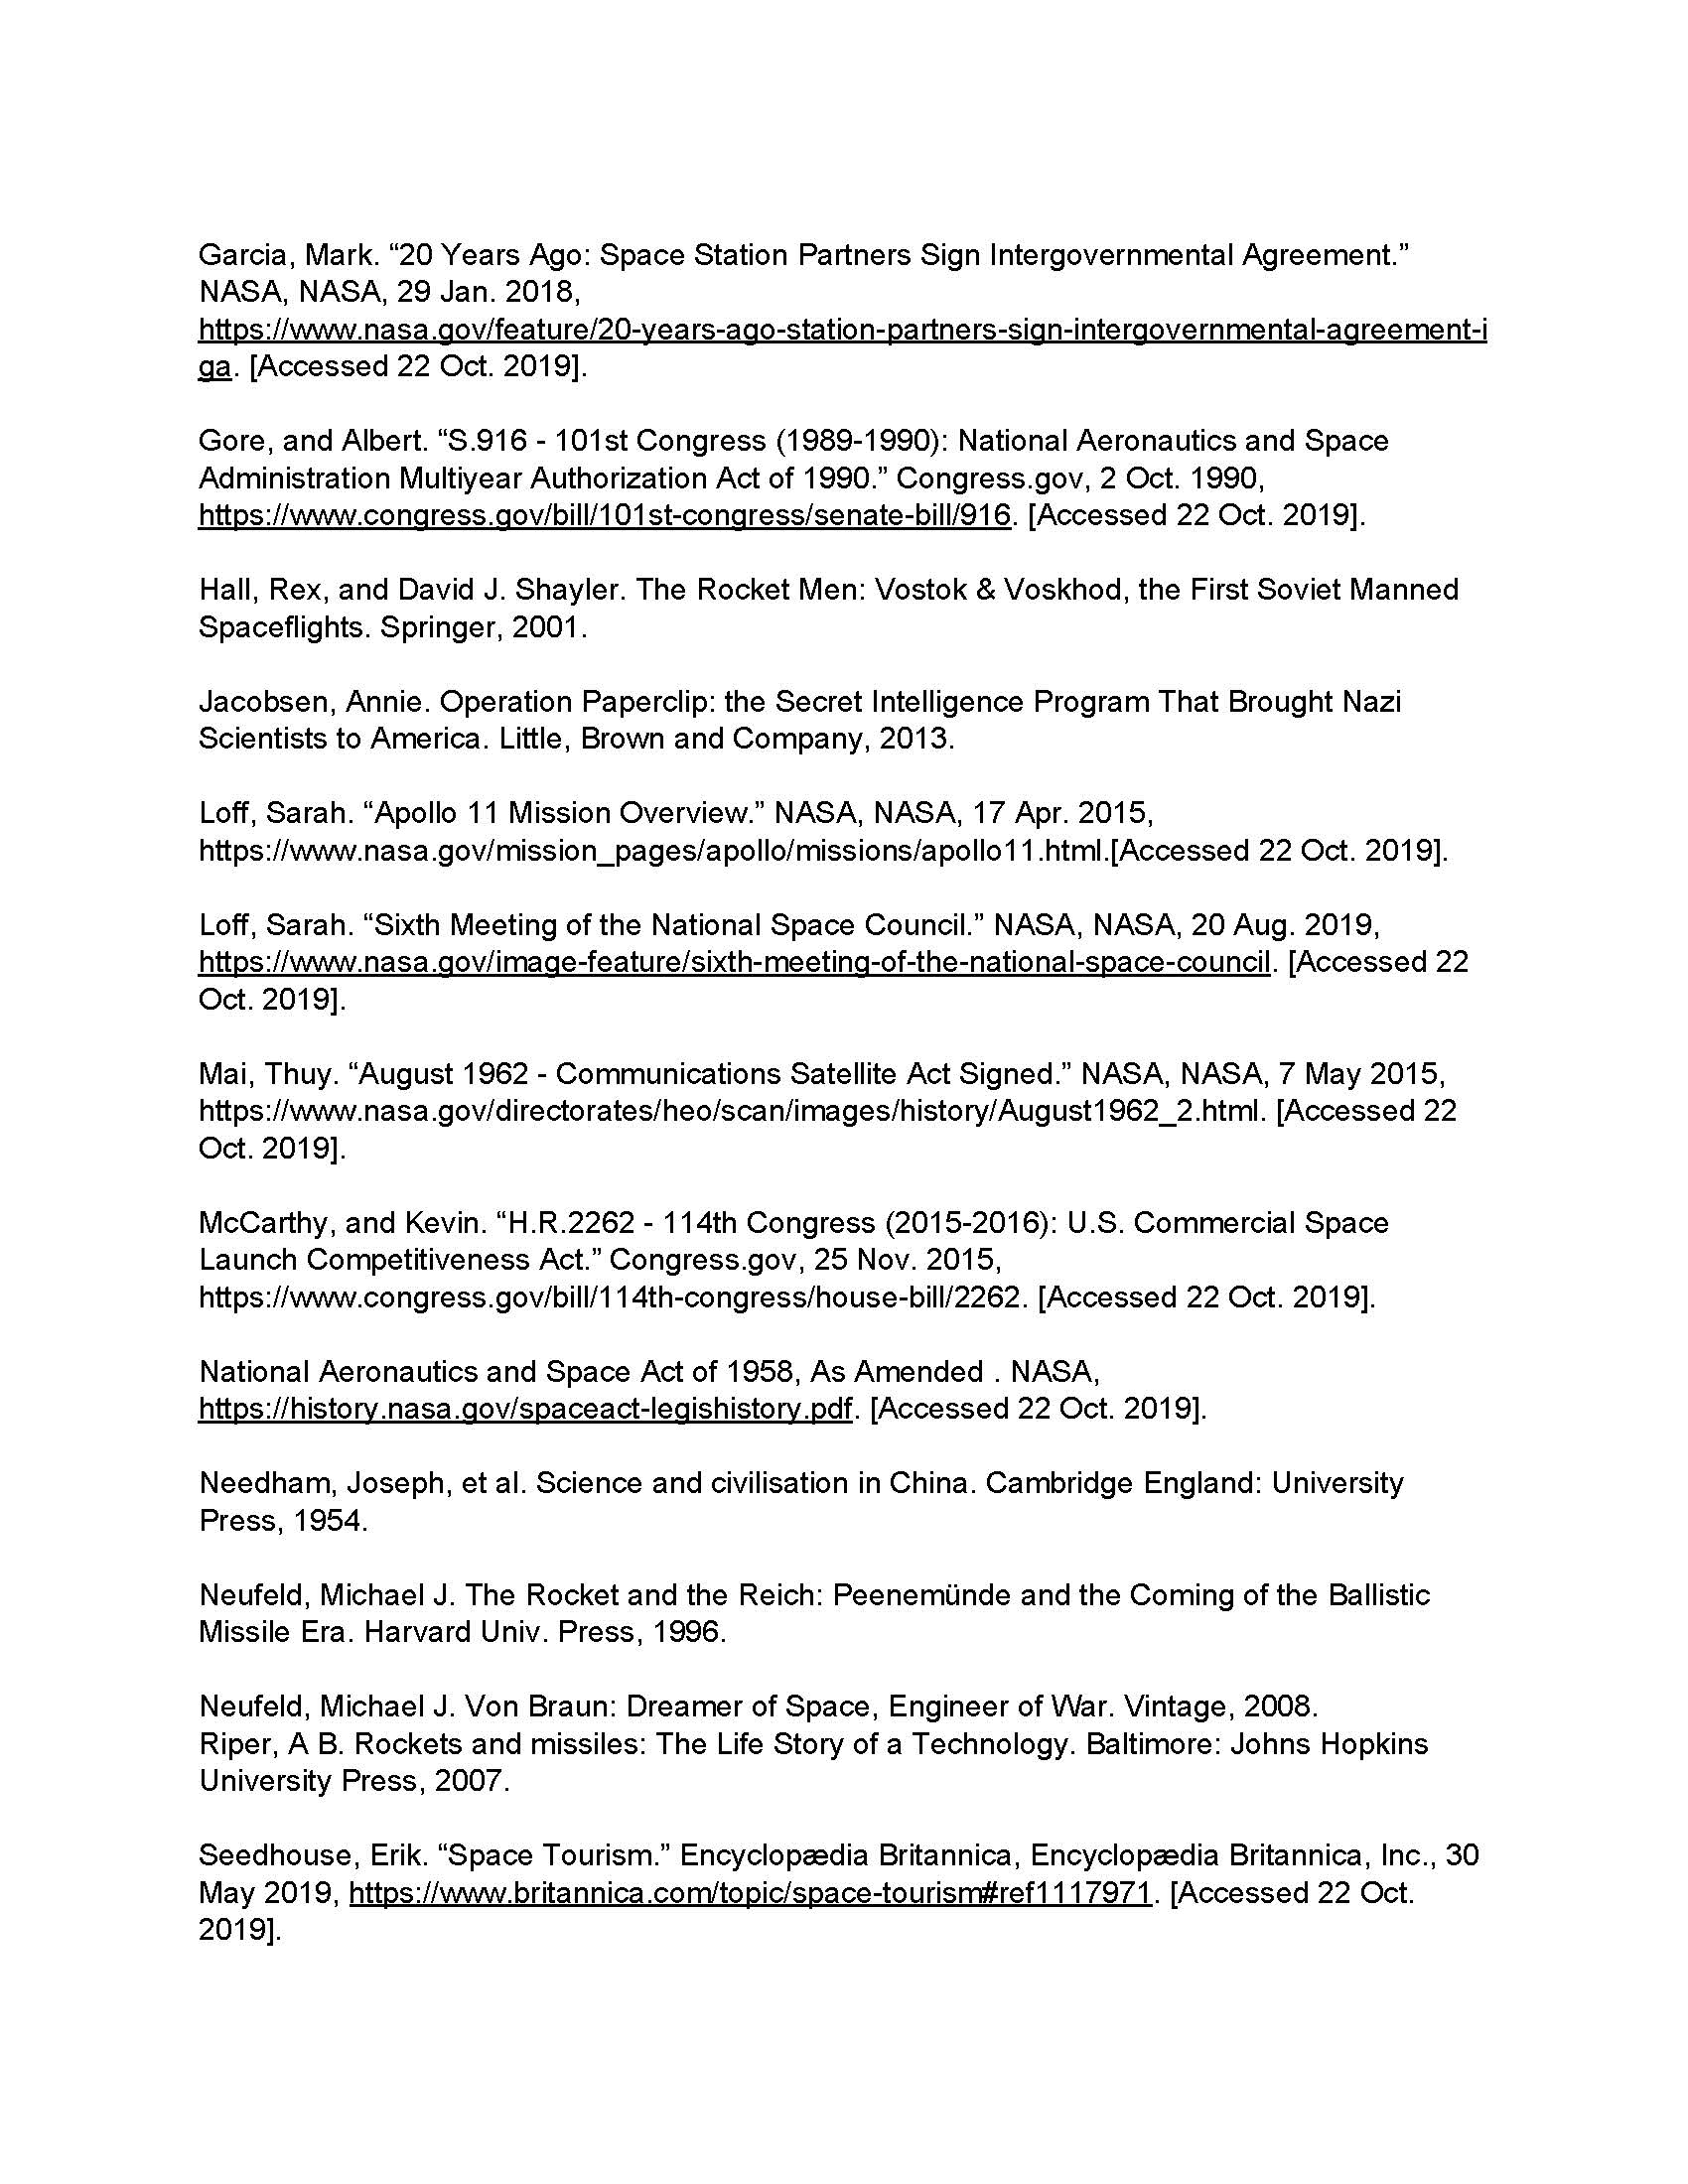 Garcia, Mark. “20 Years Ago: Space Station Partners Sign Intergovernmental Agreement.”
NASA, NASA, 29 Jan. 2018,
https://www.nasa.gov/feature/20-years-ago-station-partners-sign-intergovernmental-agreement-i
ga. [Accessed 22 Oct. 2019].
Gore, and Albert. “S.916 - 101st Congress (1989-1990): National Aeronautics and Space
Administration Multiyear Authorization Act of 1990.” Congress.gov, 2 Oct. 1990,
https://www.congress.gov/bill/101st-congress/senate-bill/916. [Accessed 22 Oct. 2019].
Hall, Rex, and David J. Shayler. The Rocket Men: Vostok & Voskhod, the First Soviet Manned
Spaceflights. Springer, 2001.
Jacobsen, Annie. Operation Paperclip: the Secret Intelligence Program That Brought Nazi
Scientists to America. Little, Brown and Company, 2013.
Loff, Sarah. “Apollo 11 Mission Overview.” NASA, NASA, 17 Apr. 2015,
https://www.nasa.gov/mission_pages/apollo/missions/apollo11.html.[Accessed 22 Oct. 2019].
Loff, Sarah. “Sixth Meeting of the National Space Council.” NASA, NASA, 20 Aug. 2019,
https://www.nasa.gov/image-feature/sixth-meeting-of-the-national-space-council. [Accessed 22
Oct. 2019].
Mai, Thuy. “August 1962 - Communications Satellite Act Signed.” NASA, NASA, 7 May 2015,
https://www.nasa.gov/directorates/heo/scan/images/history/August1962_2.html. [Accessed 22
Oct. 2019].
McCarthy, and Kevin. “H.R.2262 - 114th Congress (2015-2016): U.S. Commercial Space
Launch Competitiveness Act.” Congress.gov, 25 Nov. 2015,
https://www.congress.gov/bill/114th-congress/house-bill/2262. [Accessed 22 Oct. 2019].
National Aeronautics and Space Act of 1958, As Amended . NASA,
https://history.nasa.gov/spaceact-legishistory.pdf. [Accessed 22 Oct. 2019].
Needham, Joseph, et al. Science and civilisation in China. Cambridge England: University
Press, 1954.
Neufeld, Michael J. The Rocket and the Reich: Peenemünde and the Coming of the Ballistic
Missile Era. Harvard Univ. Press, 1996.
Neufeld, Michael J. Von Braun: Dreamer of Space, Engineer of War. Vintage, 2008.
Riper, A B. Rockets and missiles: The Life Story of a Technology. Baltimore: Johns Hopkins
University Press, 2007.
Seedhouse, Erik. “Space Tourism.” Encyclopædia Britannica, Encyclopædia Britannica, Inc., 30
May 2019, https://www.britannica.com/topic/space-tourism#ref1117971. [Accessed 22 Oct.
2019].